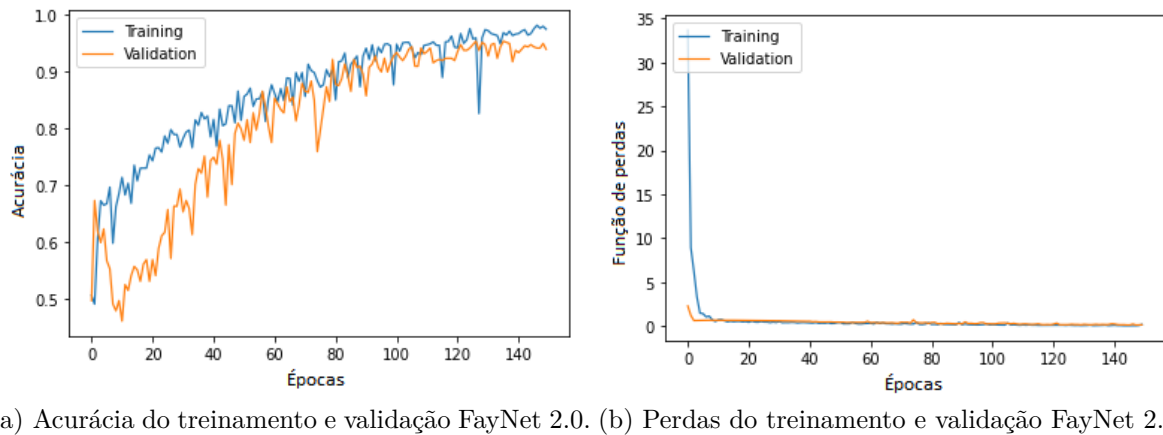 1.0
0.9
0.8
0.7
0.6
0.5
Acurácia
Training
Validation
0 20 40 60 80 100 120 140
Épocas
35
30
25
20
15
10
5
0
Função de perdas
Training
Validation
0 20 40 60 80 100 120 140
Épocas
a) Acurácia do treinamento e validação FayNet 2.0. (b) Perdas do treinamento e validação FayNet 2.